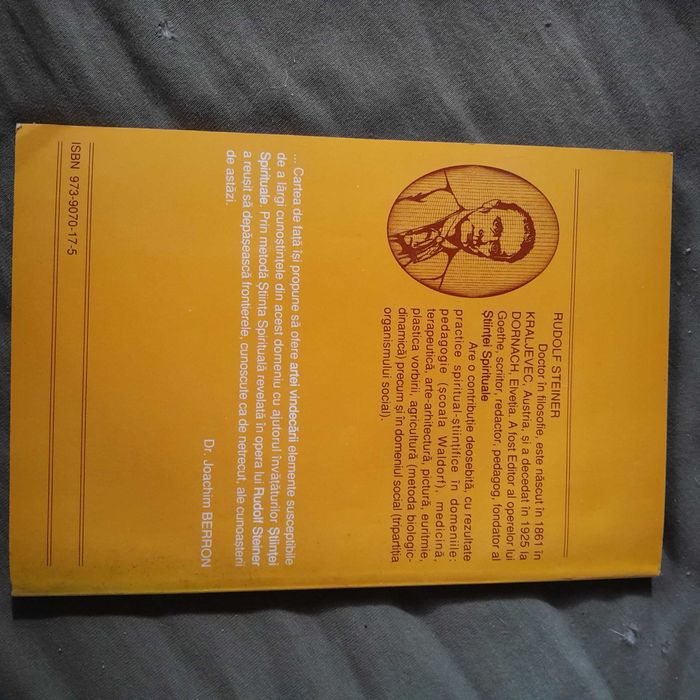 RUDOLF STEINER
Doctor în filosofie, este născut în 1861 în
KRALJEVEC, Austria, și a decedat în 1925 la
DORNACH, Elveția. A fost Editor al operelor lui
Goethe, scriitor, redactor, pedagog, fondator al
Științei Spirituale
Are o contribuție deosebită, cu rezultate
practice spiritual-științifice în domeniile:
pedagogie (școala Waldorf), medicină,
terapeutică, arte-arhitectură, pictură, euritmie,
plastica vorbirii, agricultură (metoda biologic-
dinamică) precum și în domeniul social (tripartiția
organismului social).
... Cartea de față își propune să ofere artei vindecării elemente susceptibile
de a lărgi cunoștințele din acest domeniu cu ajutorul învățăturilor Științei
Spirituale. Prin metodă Știința Spirituală revelată în opera lui Rudolf Steiner
a reușit să depășească frontierele, cunoscute ca de netrecut, ale cunoașterii
de astăzi.
Dr. Joachim BERRON
ISBN 973-9070-17-5